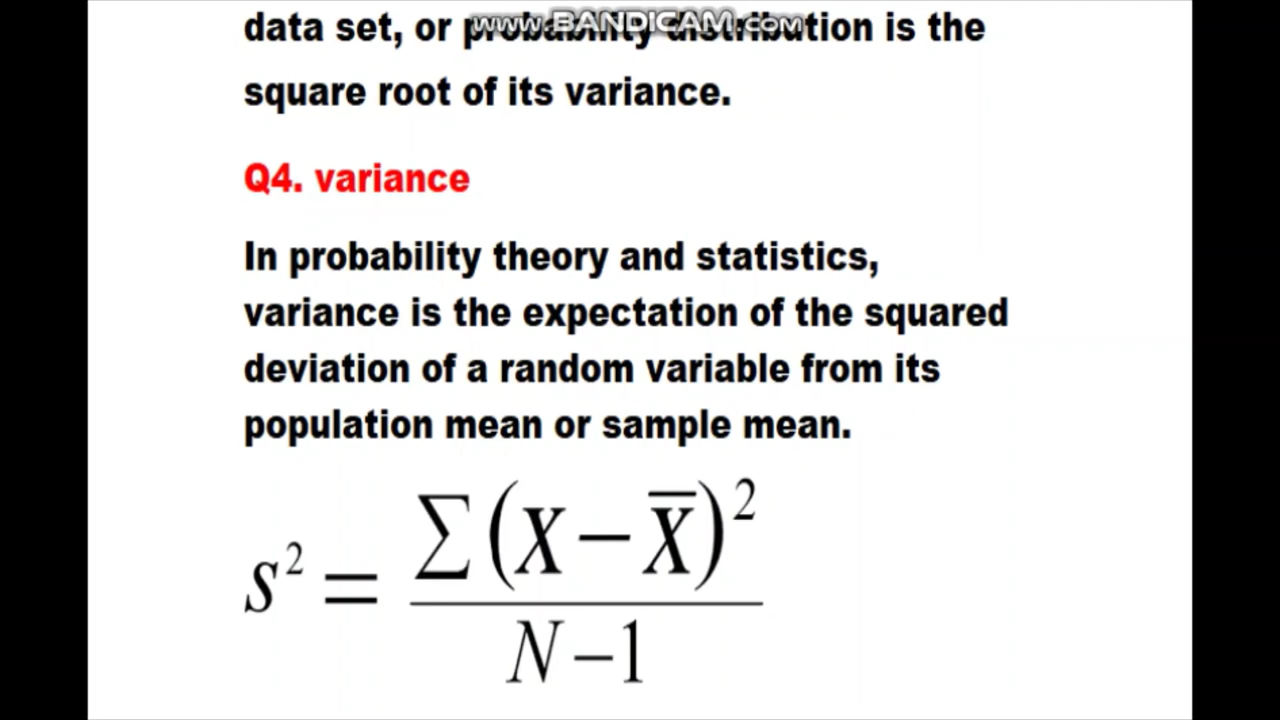 www.BANDICAM.com
data set, or probability distribution is the
square root of its variance.
Q4. variance
In probability theory and statistics,
variance is the expectation of the squared
deviation of a random variable from its
population mean or sample mean.
s² = ∑(X − X̅)² / N − 1